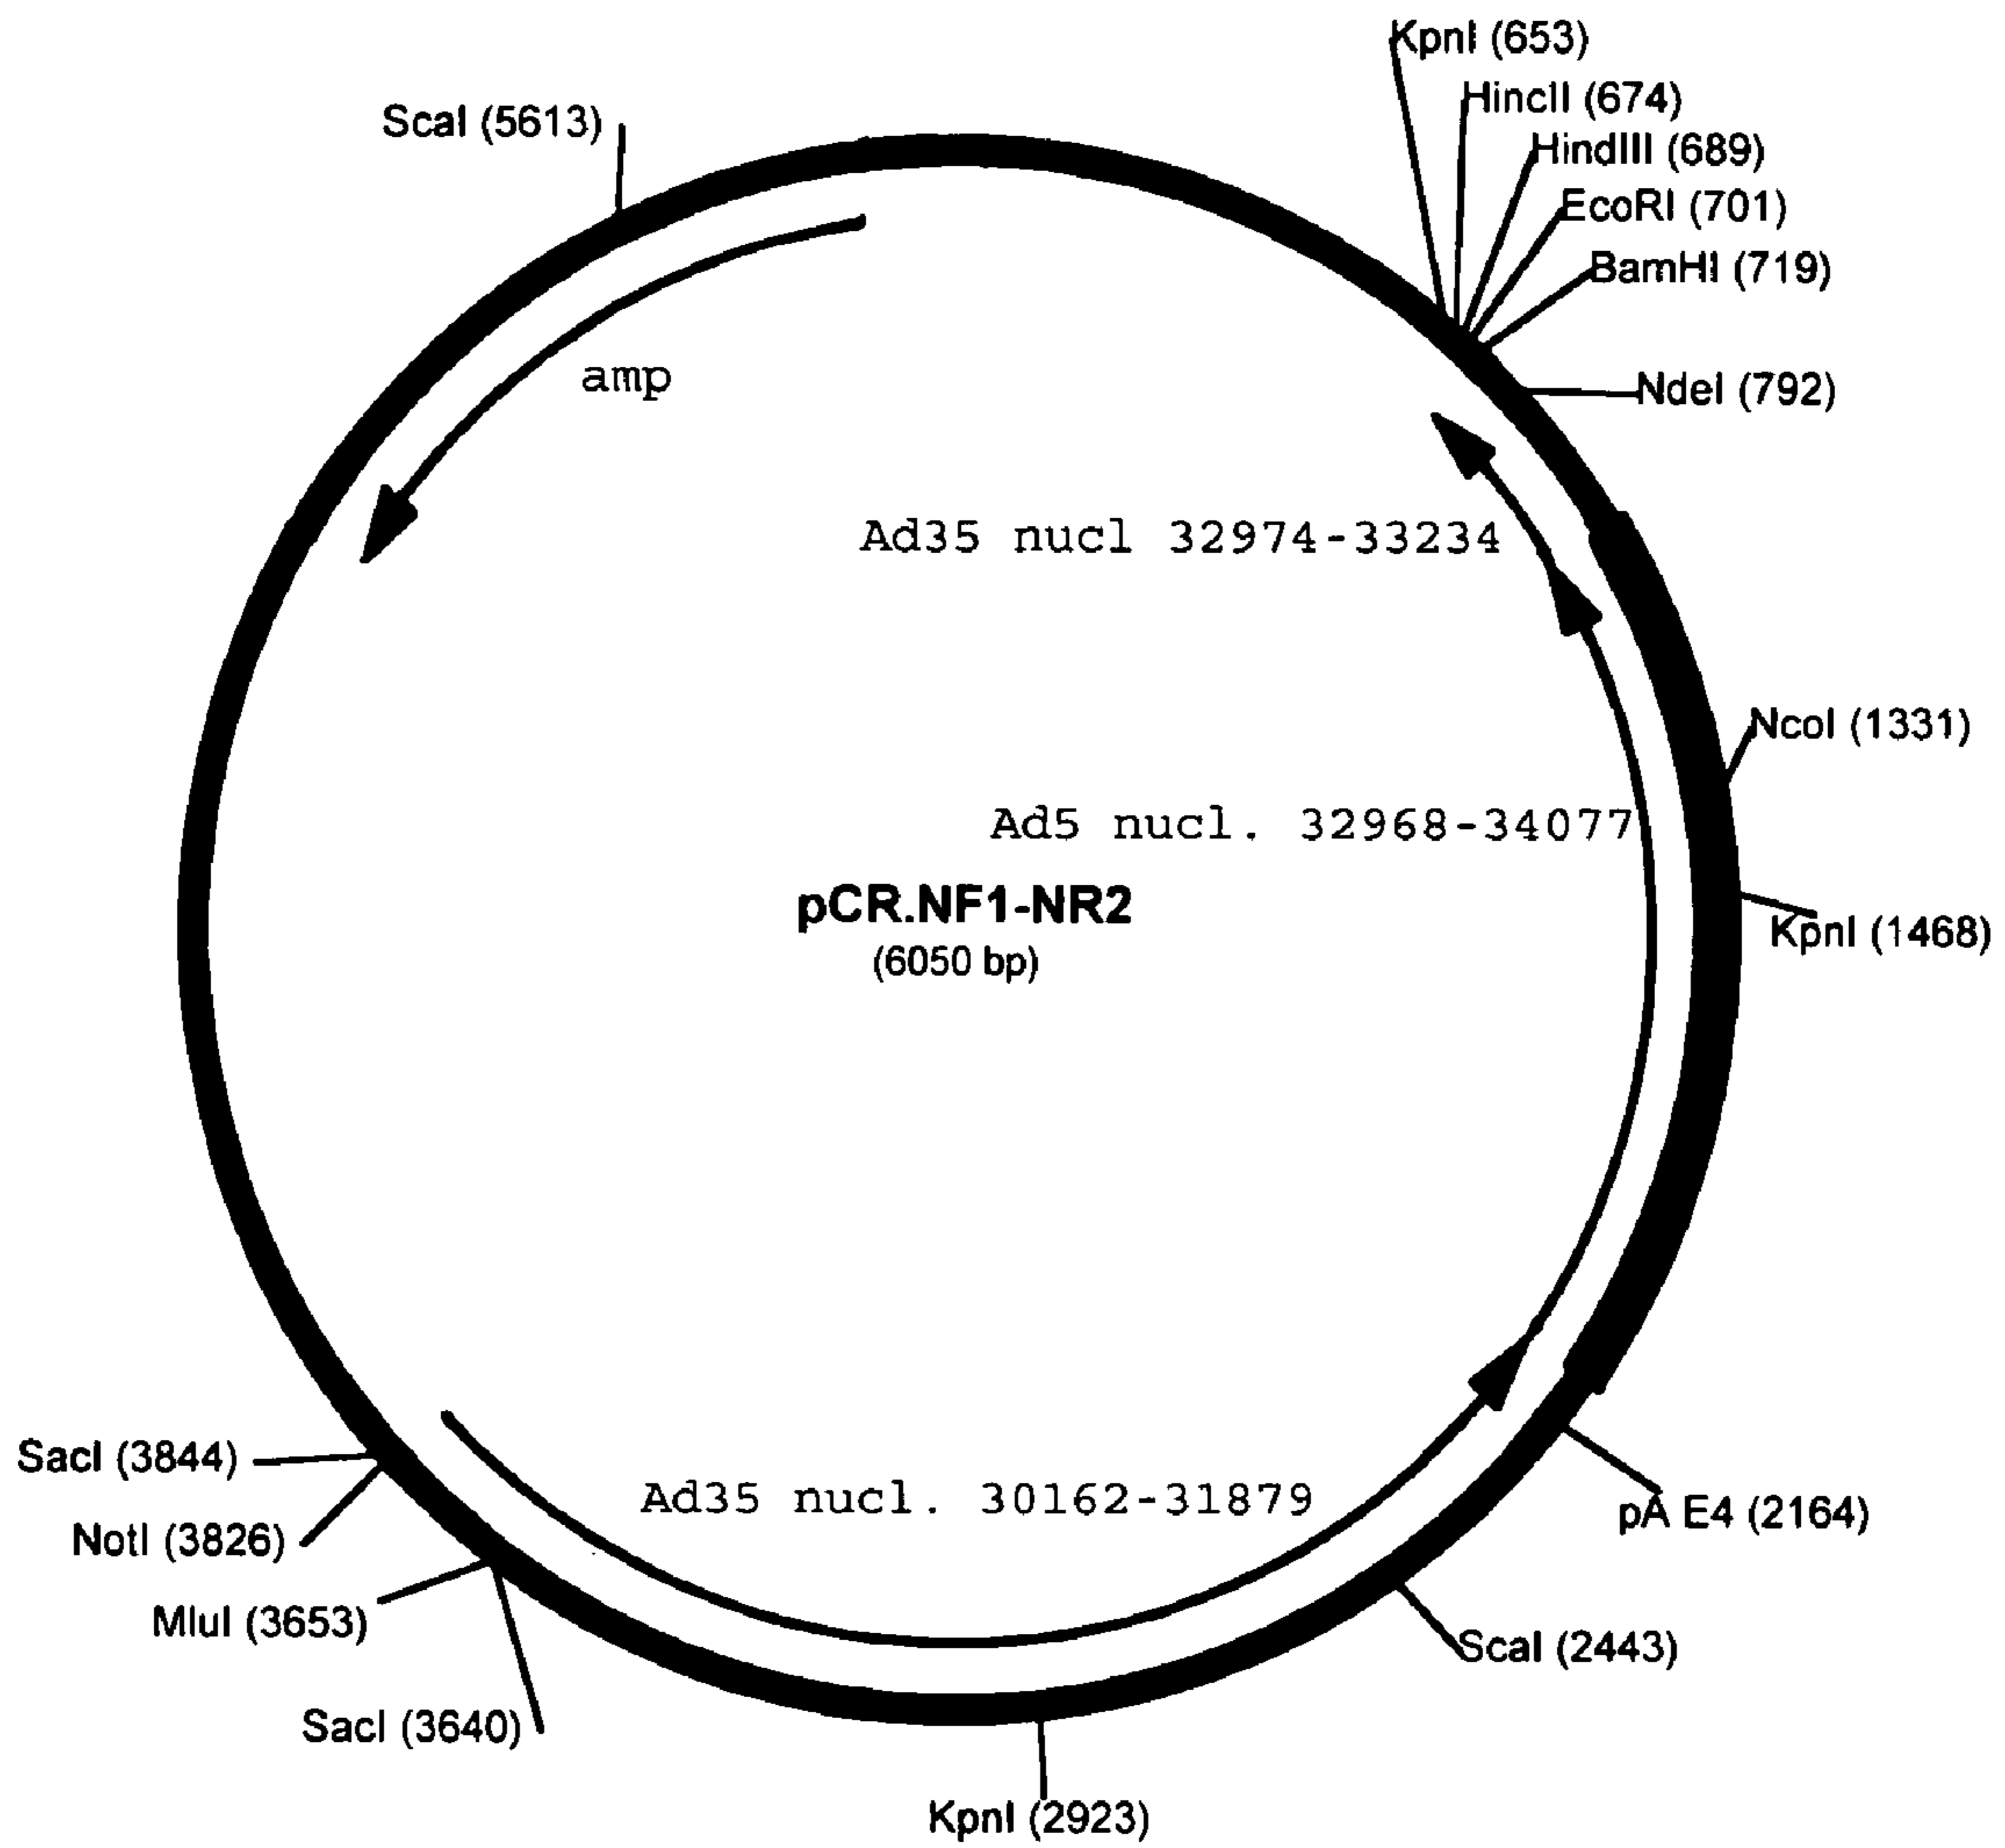 KpnI (653)
HincII (674)
ScaI (5613)
HindIII (689)
EcoRI (701)
BamHI (719)
amp
NdeI (792)
Ad35 nucl 32974-33234
NcoI (1331)
Ad5 nucl. 32968-34077
pCR.NF1-NR2
KpnI (1468)
(6050 bp)
SacI (3844)
Ad35 nucl. 30162-31879
pA E4 (2164)
NotI (3826)
MluI (3653)
ScaI (2443)
SacI (3640)
KpnI (2923)